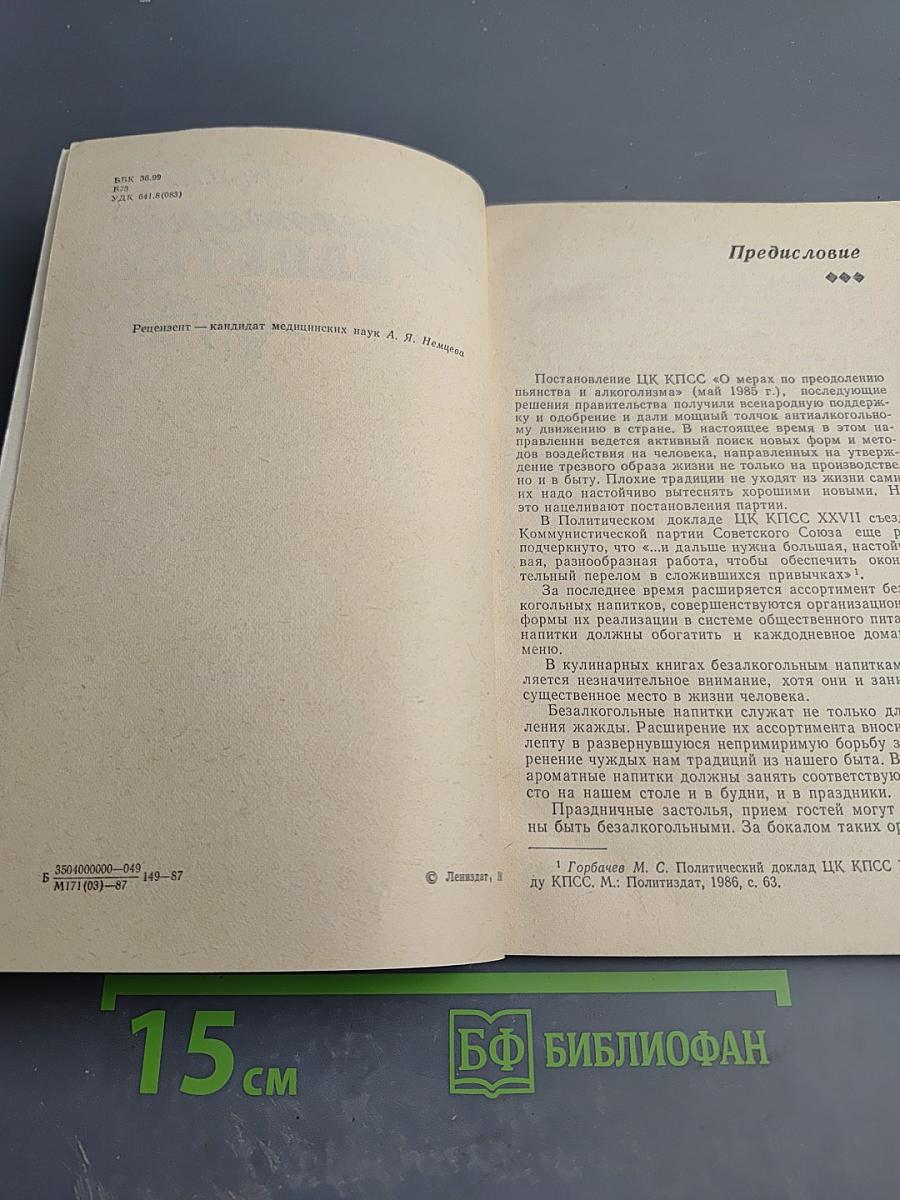 ББК 36.99
Б73
УДК 641.8(083)
Рецензент — кандидат медицинских наук А. Я. Немцева
Б 3504000000—049 149—87
М171(03)—87
© Лениздат,
Предисловие
Постановление ЦК КПСС «О мерах по преодолению
пьянства и алкоголизма» (май 1985 г.), последующие
решения правительства получили всенародную поддерж-
ку и одобрение и дали мощный толчок антиалкогольно-
му движению в стране. В настоящее время в этом на-
правлении ведется активный поиск новых форм и мето-
дов воздействия на человека, направленных на утверж-
дение трезвого образа жизни не только на производстве
но и в быту. Плохие традиции не уходят из жизни сами
их надо настойчиво вытеснять хорошими новыми. Н
это нацеливают постановления партии.
В Политическом докладе ЦК КПСС XXVII съез
Коммунистической партии Советского Союза еще р
подчеркнуто, что «...и дальше нужна большая, настой
вая, разнообразная работа, чтобы обеспечить окон
тельный перелом в сложившихся привычках»¹.
За последнее время расширяется ассортимент без
когольных напитков, совершенствуются организацион
формы их реализации в системе общественного пита
напитки должны обогатить и каждодневное дома
меню.
В кулинарных книгах безалкогольным напиткам
ляется незначительное внимание, хотя они и зани
существенное место в жизни человека.
Безалкогольные напитки служат не только дл
ления жажды. Расширение их ассортимента вноси
лепту в развернувшуюся непримиримую борьбу з
ренение чуждых нам традиций из нашего быта. В
ароматные напитки должны занять соответствую
сто на нашем столе и в будни, и в праздники.
Праздничные застолья, прием гостей могут
ны быть безалкогольными. За бокалом таких ор
¹ Горбачев М. С. Политический доклад ЦК КПСС
ду КПСС. М.: Политиздат, 1986, с. 63.
15 см
БФ БИБЛИОФАН